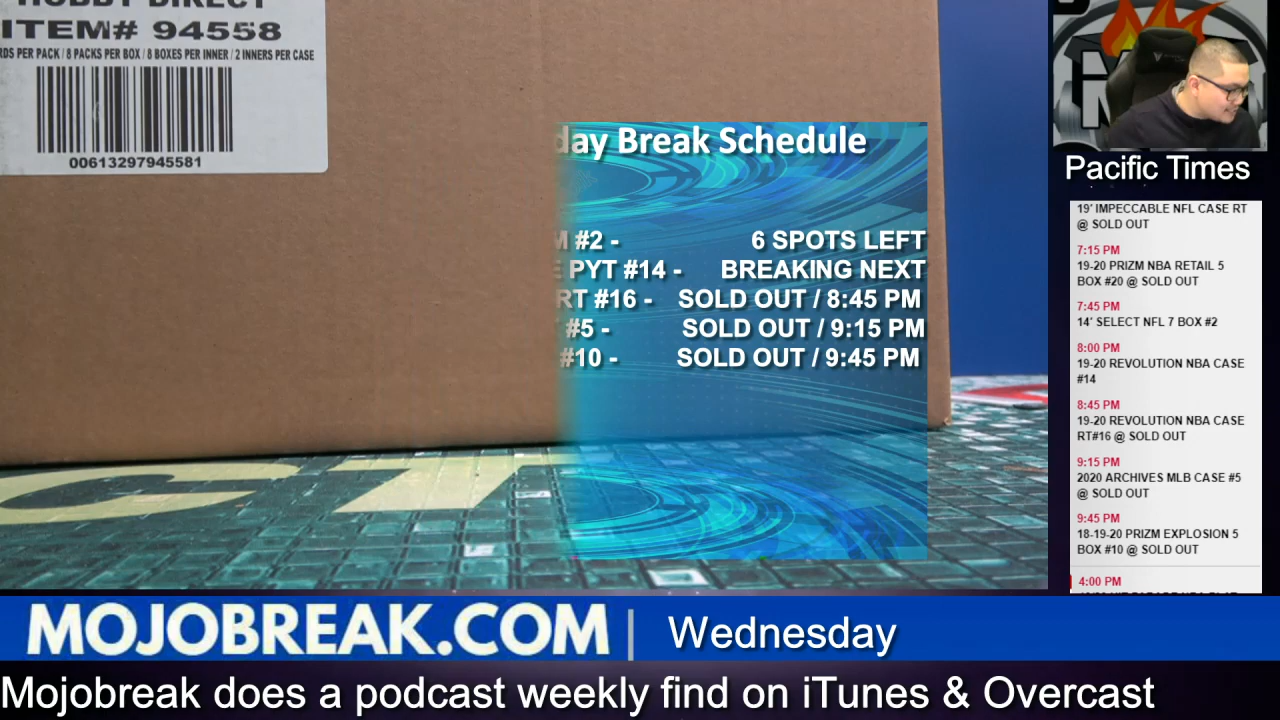 HOBBY DIRECT
ITEM# 94558
RDS PER PACK / 8 PACKS PER BOX / 8 BOXES PER INNER / 2 INNERS PER CASE
00613297945581
day Break Schedule
M #2 - 6 SPOTS LEFT
E PYT #14 - BREAKING NEXT
RT #16 - SOLD OUT / 8:45 PM
#5 - SOLD OUT / 9:15 PM
#10 - SOLD OUT / 9:45 PM
Pacific Times
19' IMPECCABLE NFL CASE RT
@ SOLD OUT
7:15 PM
19-20 PRIZM NBA RETAIL 5
BOX #20 @ SOLD OUT
7:45 PM
14' SELECT NFL 7 BOX #2
8:00 PM
19-20 REVOLUTION NBA CASE
#14
8:45 PM
19-20 REVOLUTION NBA CASE
RT#16 @ SOLD OUT
9:15 PM
2020 ARCHIVES MLB CASE #5
@ SOLD OUT
9:45 PM
18-19-20 PRIZM EXPLOSION 5
BOX #10 @ SOLD OUT
4:00 PM
MOJOBREAK.COM | Wednesday
Mojobreak does a podcast weekly find on iTunes & Overcast